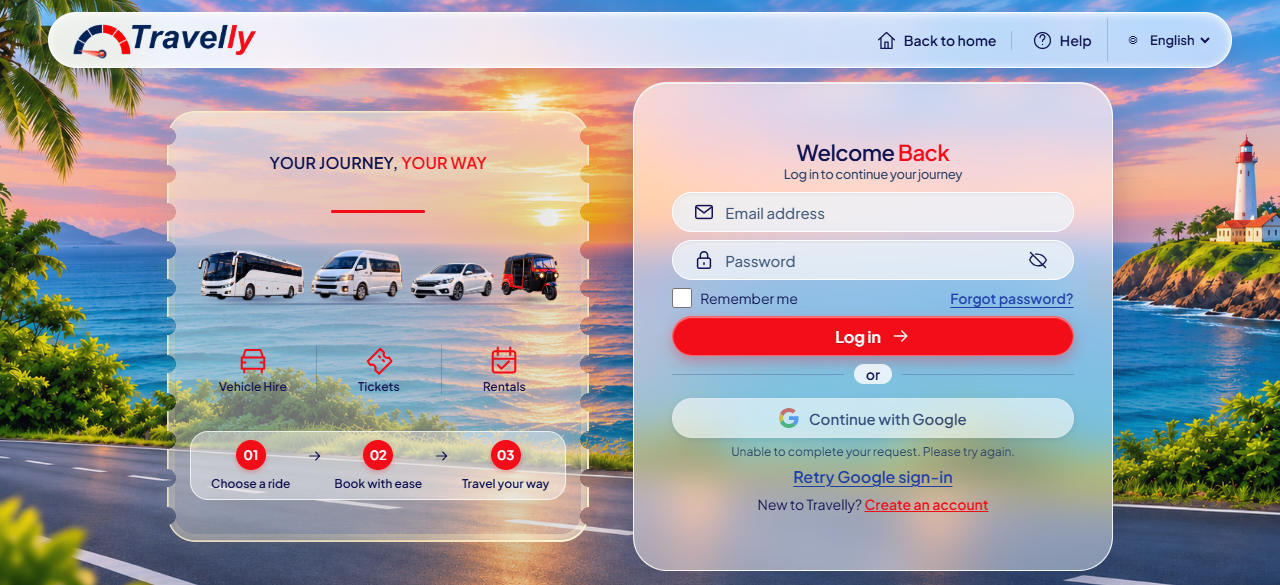 Travelly
Back to home
Help
English
YOUR JOURNEY, YOUR WAY
Vehicle Hire
Tickets
Rentals
01
02
03
Choose a ride
Book with ease
Travel your way
Welcome Back
Log in to continue your journey
Email address
Password
Remember me
Forgot password?
Log in
or
Continue with Google
Unable to complete your request. Please try again.
Retry Google sign-in
New to Travelly? Create an account